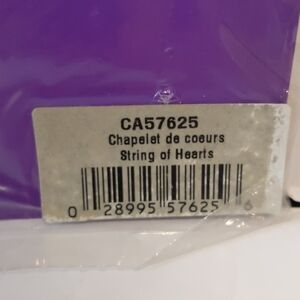 CA57625
Chapelet de coeurs
String of Hearts
0 28995 57625 6